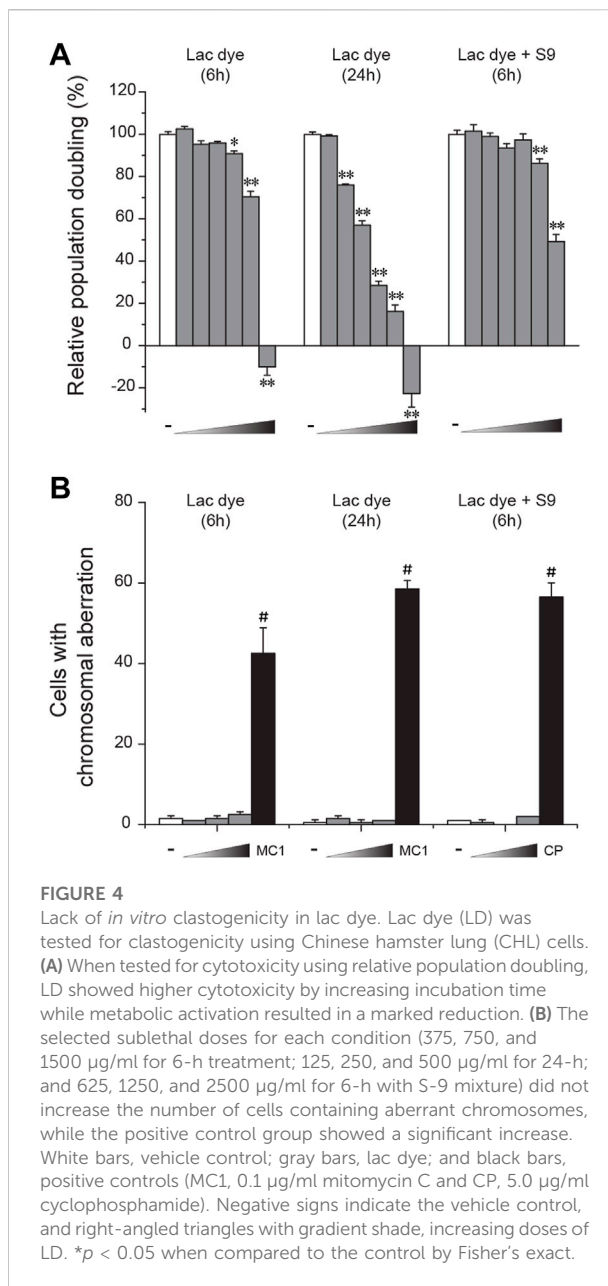 A
Lac dye
(6h)
Lac dye
(24h)
Lac dye + S9
(6h)
Relative population doubling (%)
120
100
80
60
40
20
0
-20
*
**
**
**
**
**
**
**
**
**
-
-
-
B
Lac dye
(6h)
Lac dye
(24h)
Lac dye + S9
(6h)
Cells with
chromosomal aberration
80
60
40
20
0
#
#
#
-
MC1
-
MC1
-
CP
FIGURE 4
Lack of in vitro clastogenicity in lac dye. Lac dye (LD) was
tested for clastogenicity using Chinese hamster lung (CHL) cells.
(A) When tested for cytotoxicity using relative population doubling,
LD showed higher cytotoxicity by increasing incubation time
while metabolic activation resulted in a marked reduction. (B) The
selected sublethal doses for each condition (375, 750, and
1500 μg/ml for 6-h treatment; 125, 250, and 500 μg/ml for 24-h;
and 625, 1250, and 2500 μg/ml for 6-h with S-9 mixture) did not
increase the number of cells containing aberrant chromosomes,
while the positive control group showed a significant increase.
White bars, vehicle control; gray bars, lac dye; and black bars,
positive controls (MC1, 0.1 μg/ml mitomycin C and CP, 5.0 μg/ml
cyclophosphamide). Negative signs indicate the vehicle control,
and right-angled triangles with gradient shade, increasing doses of
LD. *p < 0.05 when compared to the control by Fisher's exact.